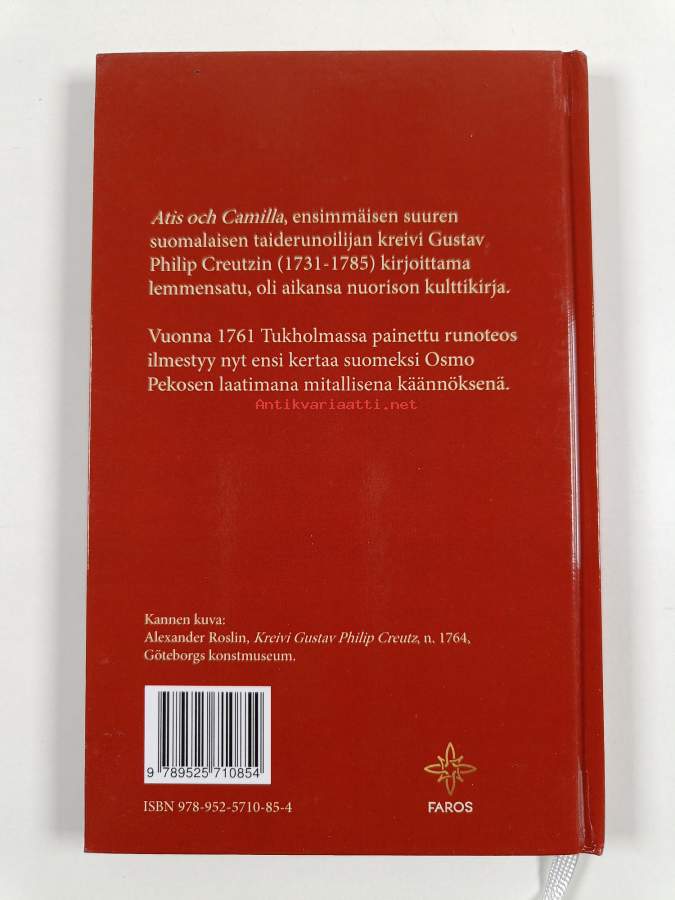 Atis och Camilla, ensimmäisen suuren
suomalaisen taiderunoilijan kreivi Gustav
Philip Creutzin (1731-1785) kirjoittama
lemmensatu, oli aikansa nuorison kulttikirja.
Vuonna 1761 Tukholmassa painettu runoteos
ilmestyy nyt ensi kertaa suomeksi Osmo
Pekosen laatimana mitallisena käännöksenä.
Antikvariaatti.net
Kannen kuva:
Alexander Roslin, Kreivi Gustav Philip Creutz, n. 1764,
Göteborgs konstmuseum.
9 789525 710854
ISBN 978-952-5710-85-4
FAROS